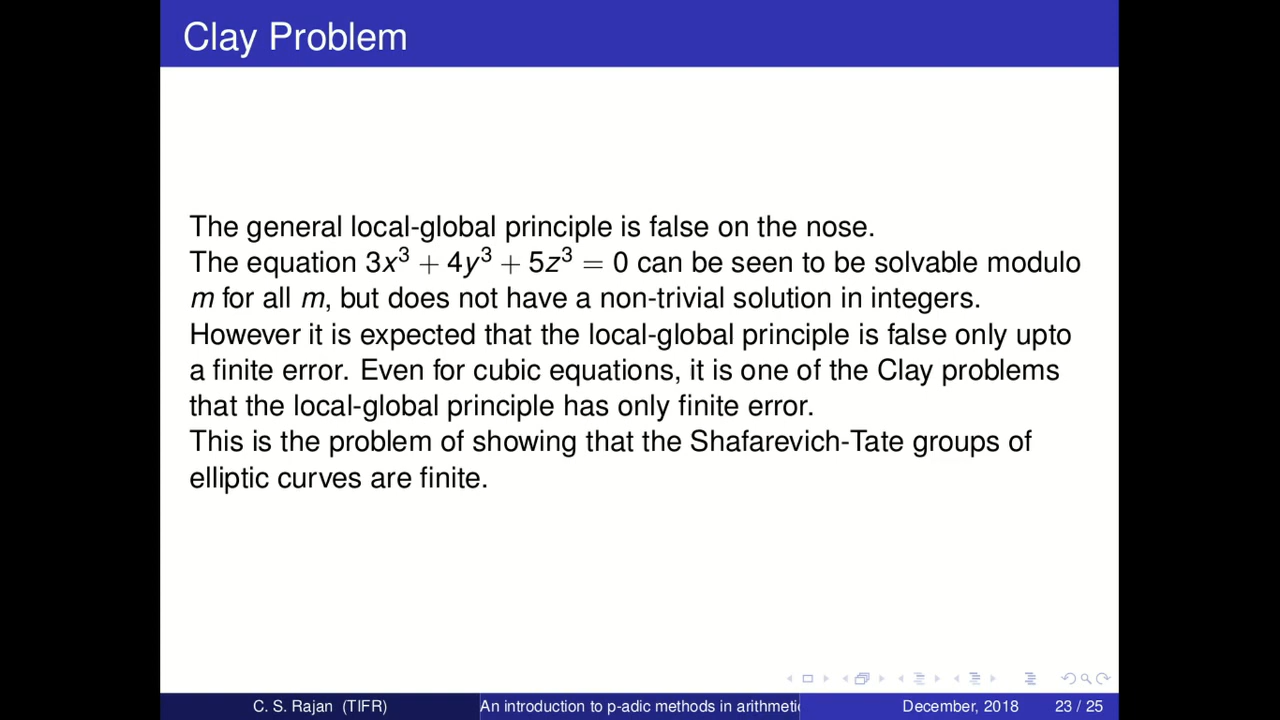 Clay Problem
The general local-global principle is false on the nose.
The equation 3x³ + 4y³ + 5z³ = 0 can be seen to be solvable modulo
m for all m, but does not have a non-trivial solution in integers.
However it is expected that the local-global principle is false only upto
a finite error. Even for cubic equations, it is one of the Clay problems
that the local-global principle has only finite error.
This is the problem of showing that the Shafarevich-Tate groups of
elliptic curves are finite.
C. S. Rajan (TIFR) An introduction to p-adic methods in arithmetic December, 2018 23 / 25